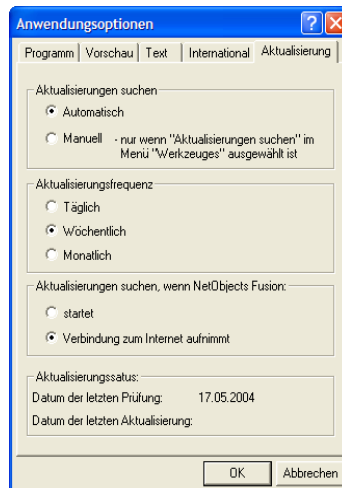 Anwendungsoptionen
Programm Vorschau Text International Aktualisierung
Aktualisierungen suchen
Automatisch
Manuell - nur wenn "Aktualisierungen suchen" im
Menü "Werkzeuges" ausgewählt ist
Aktualisierungsfrequenz
Täglich
Wöchentlich
Monatlich
Aktualisierungen suchen, wenn NetObjects Fusion:
startet
Verbindung zum Internet aufnimmt
Aktualisierungsstatus:
Datum der letzten Prüfung: 17.05.2004
Datum der letzten Aktualisierung:
OK Abbrechen